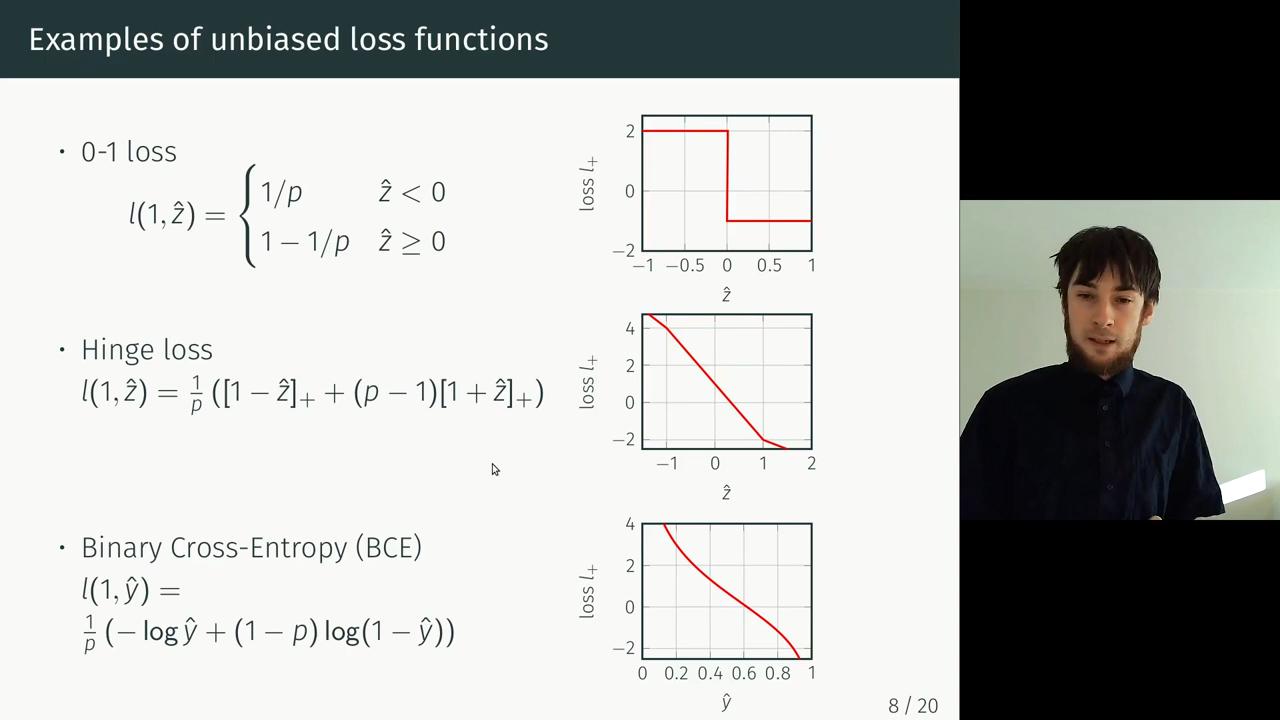 Examples of unbiased loss functions
• 0-1 loss
l(1, ẑ) = { 1/p ẑ < 0
1 − 1/p ẑ ≥ 0
• Hinge loss
l(1, ẑ) = 1/p ([1 − ẑ]₊ + (p − 1)[1 + ẑ]₊)
• Binary Cross-Entropy (BCE)
l(1, ŷ) =
1/p (− log ŷ + (1 − p) log(1 − ŷ))
loss l₊
2
0
−2
−1 −0.5 0 0.5 1
ẑ
loss l₊
4
2
0
−2
−1 0 1 2
ẑ
loss l₊
4
2
0
−2
0 0.2 0.4 0.6 0.8 1
ŷ
8 / 20